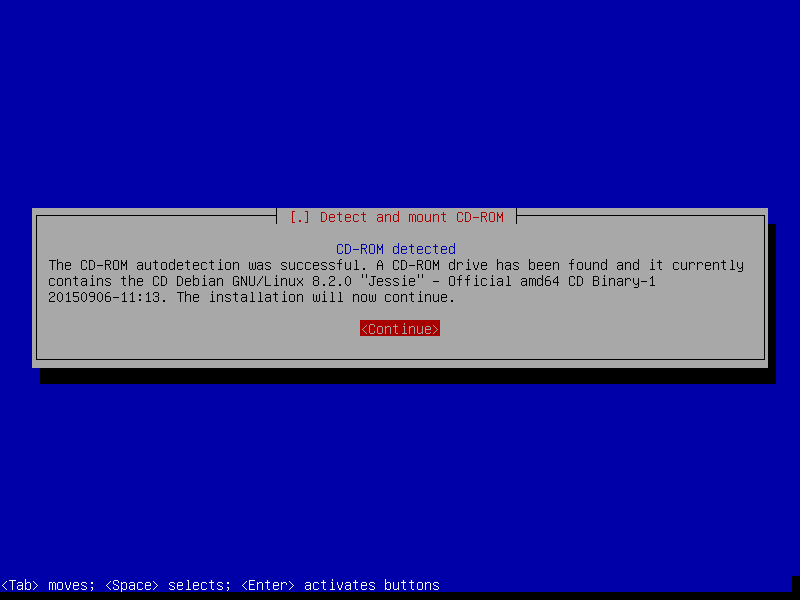 [.] Detect and mount CD-ROM
CD-ROM detected
The CD-ROM autodetection was successful. A CD-ROM drive has been found and it currently
contains the CD Debian GNU/Linux 8.2.0 "Jessie" - Official amd64 CD Binary-1
20150906-11:13. The installation will now continue.
<Continue>
<Tab> moves; <Space> selects; <Enter> activates buttons